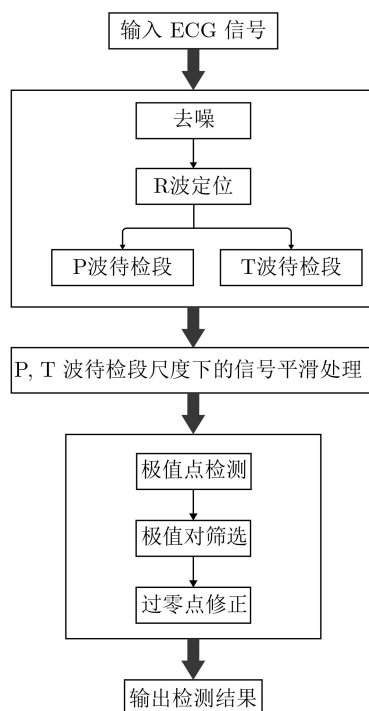 输入 ECG 信号
去噪
R波定位
P波待检段
T波待检段
P, T 波待检段尺度下的信号平滑处理
极值点检测
极值对筛选
过零点修正
输出检测结果